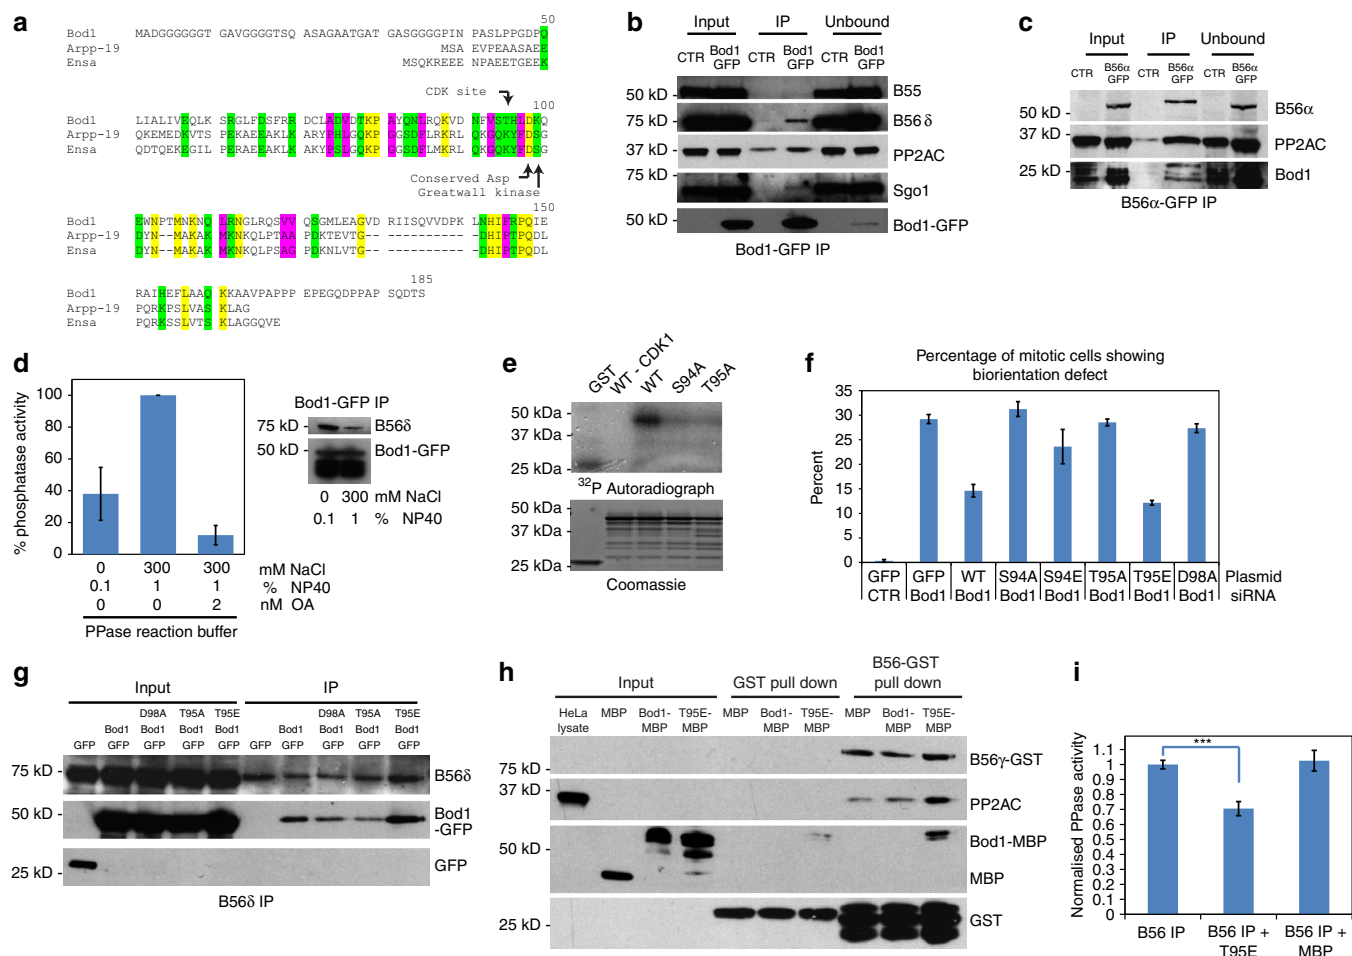 a
50
Bod1 MADGGGGGGT GAVGGGGTSQ ASAGAATGAT GASGGGGPIN PASLPPGDPQ
Arpp-19 MSA EVPEAASAEE
Ensa MSQKREEE NPAETGEEK
CDK site
100
Bod1 LIALIVEQLK SRGLFDSFRR DCLADVDTKP AYQNLRQKVD NFVSTHLDKQ
Arpp-19 QKEMEDKVTS PEKAEEAKLK ARYPHLGQKP GGSDFLRKRL QKGQKYFDSG
Ensa QDTQEKEGIL PERAEEAKLK AKYPSLGQKP GGSDFLMKRL QKGQKYFDSG
Conserved Asp
Greatwall kinase
150
Bod1 EWNPTMNKNQ LRNGLRQSVV QSGMLEAGVD RIISQVVDPK LNHIFRPQIE
Arpp-19 DYN--MAKAK MKNKQLPTAA PDKTEVTG-- ---------- -DHIPTPQDL
Ensa DYN--MAKAK MKNKQLPSAG PDKNLVTG-- ---------- -DHIPTPQDL
185
Bod1 RAIHEFLAAQ KKAAVPAPPP EPEGQDPPAP SQDTS
Arpp-19 PQRKPSLVAS KLAG
Ensa PQRKSSLVTS KLAGGQVE
b
Input IP Unbound
CTR Bod1 GFP CTR Bod1 GFP CTR Bod1 GFP
50 kD B55
75 kD B56 δ
37 kD PP2AC
75 kD Sgo1
50 kD Bod1-GFP
Bod1-GFP IP
c
Input IP Unbound
CTR B56α GFP CTR B56α GFP CTR B56α GFP
50 kD B56α
37 kD PP2AC
25 kD Bod1
B56α-GFP IP
d
% phosphatase activity
100
80
60
40
20
0
0 300 300 mM NaCl
0.1 1 1 % NP40
0 0 2 nM OA
PPase reaction buffer
Bod1-GFP IP
75 kD B56δ
50 kD Bod1-GFP
0 300 mM NaCl
0.1 1 % NP40
e
GST WT - CDK1 WT S94A T95A
50 kDa
37 kDa
25 kDa
32P Autoradiograph
50 kDa
37 kDa
25 kDa
Coomassie
f
Percentage of mitotic cells showing
biorientation defect
Percent
35
30
25
20
15
10
5
0
GFP GFP WT S94A S94E T95A T95E D98A Plasmid
CTR Bod1 Bod1 Bod1 Bod1 Bod1 Bod1 Bod1 siRNA
g
Input IP
D98A T95A T95E D98A T95A T95E
Bod1 Bod1 Bod1 Bod1 Bod1 Bod1 Bod1 Bod1
GFP GFP GFP GFP GFP GFP GFP GFP GFP GFP
75 kD B56δ
50 kD Bod1
-GFP
25 kD GFP
B56δ IP
h
Input GST pull down B56-GST
pull down
HeLa MBP Bod1- T95E- MBP Bod1- T95E- MBP Bod1- T95E-
lysate MBP MBP MBP MBP MBP MBP
75 kD B56γ-GST
37 kD PP2AC
Bod1-MBP
50 kD
MBP
25 kD GST
i
Normalised PPase activity
1.1
1
0.9
0.8
0.7
0.6
0.5
0.4
0.3
0.2
0.1
0
***
B56 IP B56 IP + B56 IP +
T95E MBP